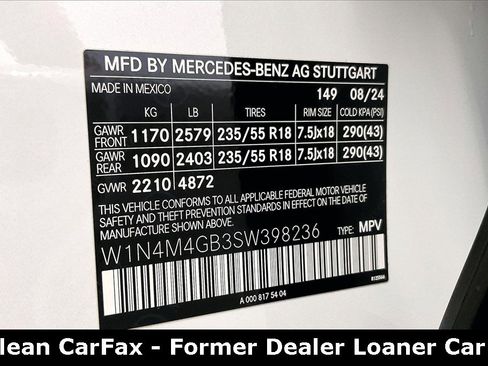 MFD BY MERCEDES-BENZ AG STUTTGART
MADE IN MEXICO 149 08/24
KG LB TIRES RIM SIZE COLD KPA(PSI)
GAWR FRONT 1170 2579 235/55 R18 7.5Jx18 290(43)
GAWR REAR 1090 2403 235/55 R18 7.5Jx18 290(43)
GVWR 2210 4872
THIS VEHICLE CONFORMS TO ALL APPLICABLE FEDERAL MOTOR VEHICLE
SAFETY, BUMPER, AND THEFT PREVENTION STANDARDS IN EFFECT ON THE DATE
OF MANUFACTURE SHOWN ABOVE.
W1N4M4GB3SW398236 TYPE: MPV
A 000 817 54 04
lean CarFax - Former Dealer Loaner Car